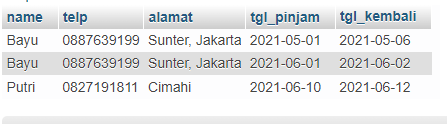 name telp alamat tgl_pinjam tgl_kembali
Bayu 0887639199 Sunter, Jakarta 2021-05-01 2021-05-06
Bayu 0887639199 Sunter, Jakarta 2021-06-01 2021-06-02
Putri 0827191811 Cimahi 2021-06-10 2021-06-12